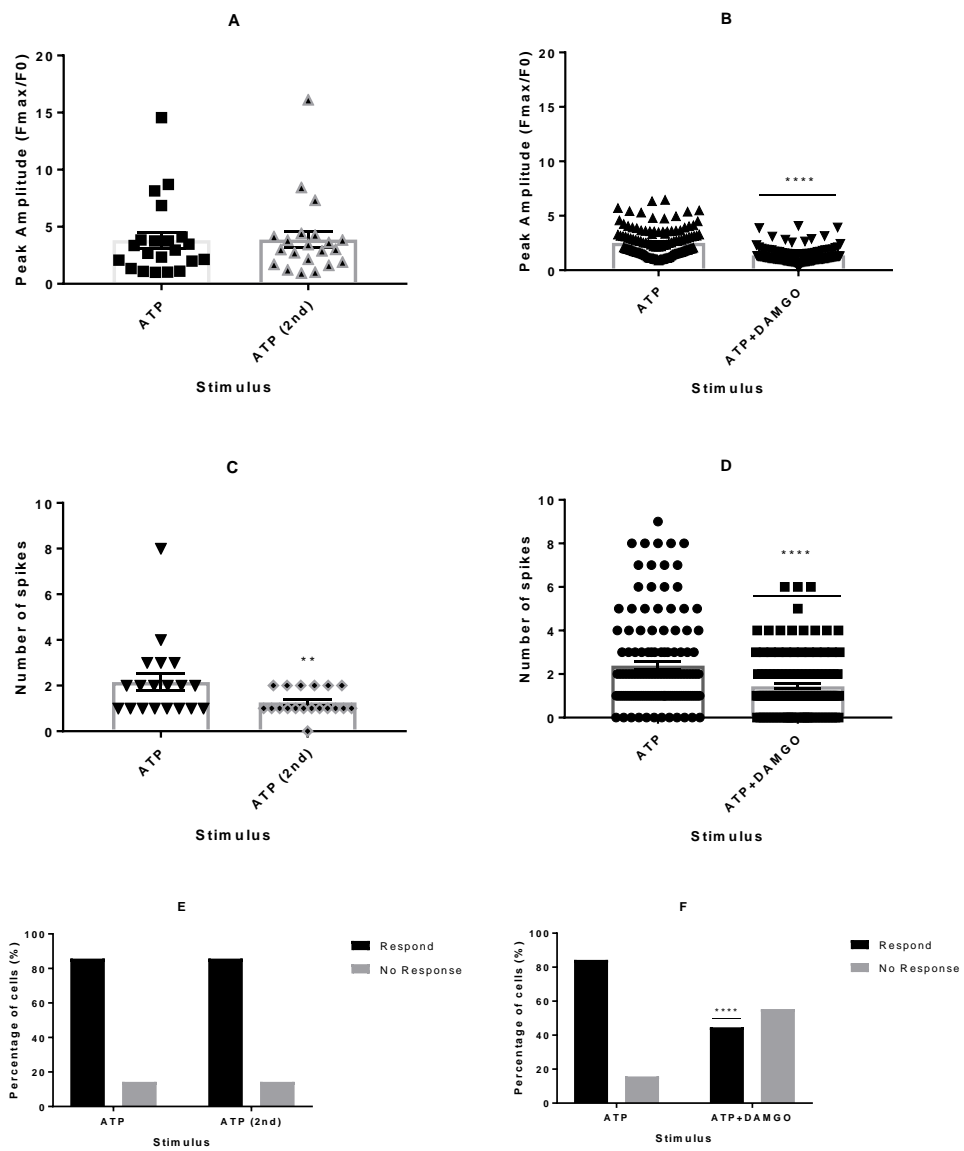 A
Peak Amplitude (Fmax/F0)
20
15
10
5
0
ATP
ATP (2nd)
Stimulus
B
Peak Amplitude (Fmax/F0)
20
15
10
5
0
****
ATP
ATP+DAMGO
Stimulus
C
Number of spikes
10
8
6
4
2
0
**
ATP
ATP (2nd)
Stimulus
D
Number of spikes
10
8
6
4
2
0
****
ATP
ATP+DAMGO
Stimulus
E
Percentage of cells (%)
100
80
60
40
20
0
ATP
ATP (2nd)
Stimulus
Respond
No Response
F
Percentage of cells (%)
100
80
60
40
20
0
****
ATP
ATP+DAMGO
Stimulus
Respond
No Response